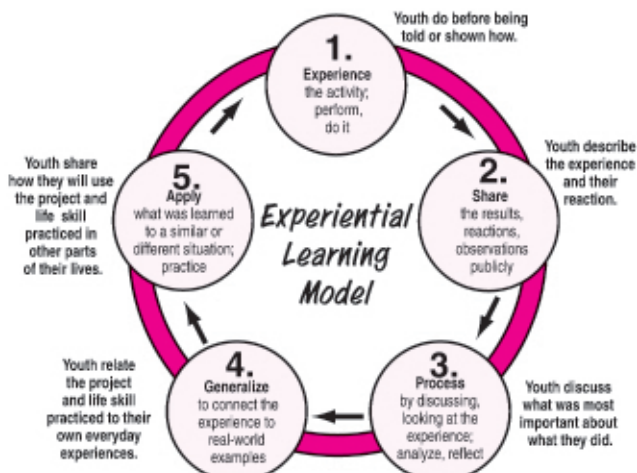 1.
Experience
the activity;
perform,
do it
Youth do before being
told or shown how.
2.
Share
the results,
reactions,
observations
publicly
Youth describe
the experience
and their
reaction.
3.
Process
by discussing,
looking at the
experience;
analyze, reflect
Youth discuss
what was most
important about
what they did.
4.
Generalize
to connect the
experience to
real-world
examples
Youth relate
the project
and life skill
practiced to their
own everyday
experiences.
5.
Apply
what was learned
to a similar or
different situation;
practice
Youth share
how they will use
the project and
life skill
practiced in
other parts
of their lives.
Experiential
Learning
Model